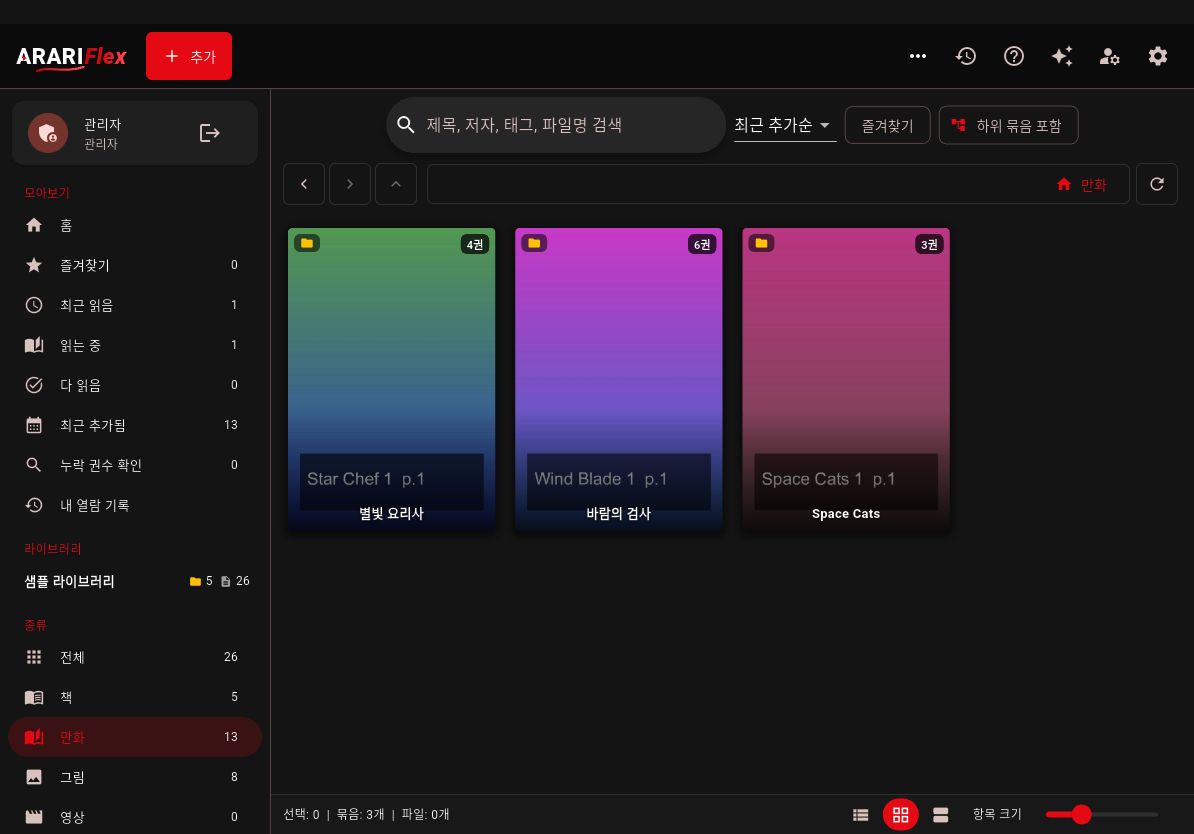 ARARIFlex
추가
관리자
관리자
모아보기
홈
즐겨찾기 0
최근 읽음 1
읽는 중 1
다 읽음 0
최근 추가됨 13
누락 권수 확인 0
내 열람 기록
라이브러리
샘플 라이브러리 5 26
종류
전체 26
책 5
만화 13
그림 8
영상 0
제목, 저자, 태그, 파일명 검색
최근 추가순
즐겨찾기
하위 묶음 포함
만화
4권
Star Chef 1 p.1
별빛 요리사
6권
Wind Blade 1 p.1
바람의 검사
3권
Space Cats 1 p.1
Space Cats
선택: 0 | 묶음: 3개 | 파일: 0개
항목 크기